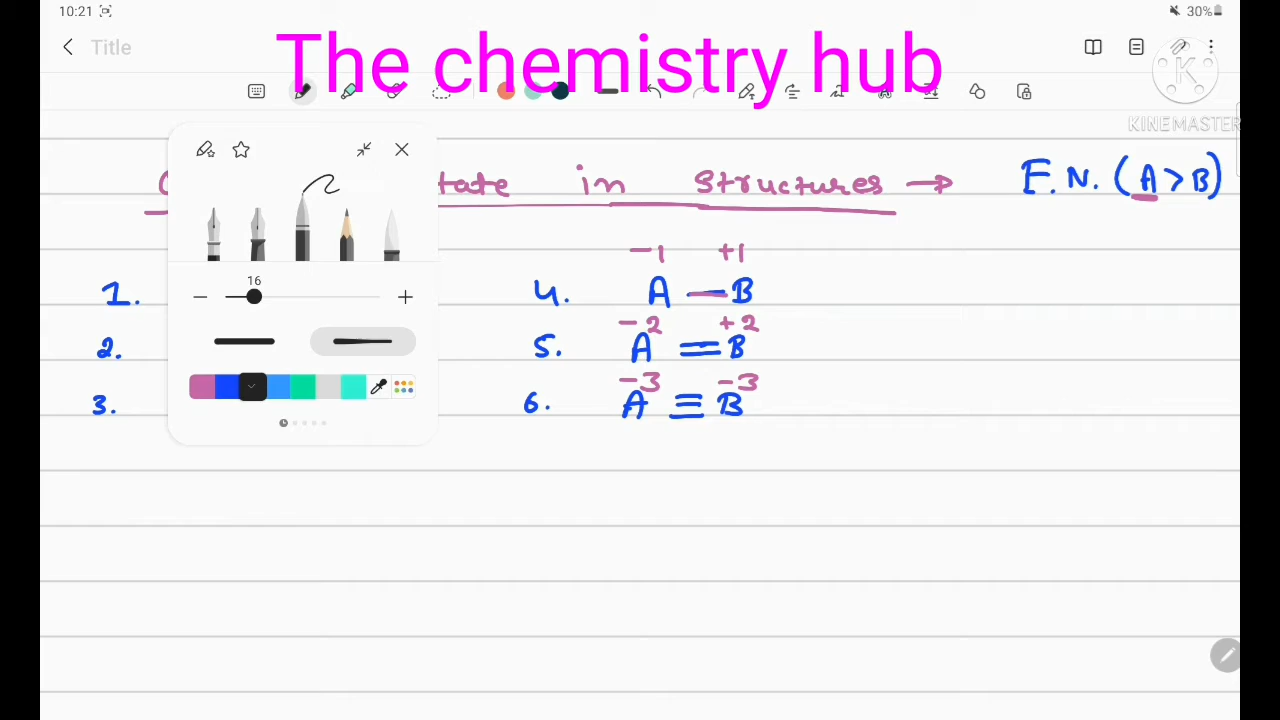 10:21
30%
Title
The chemistry hub
K
KINEMASTER
tate in structures → E.N. (A > B)
16
-1 +1
1. 4. A — B
-2 +2
2. 5. A = B
-3 -3
3. 6. A ≡ B